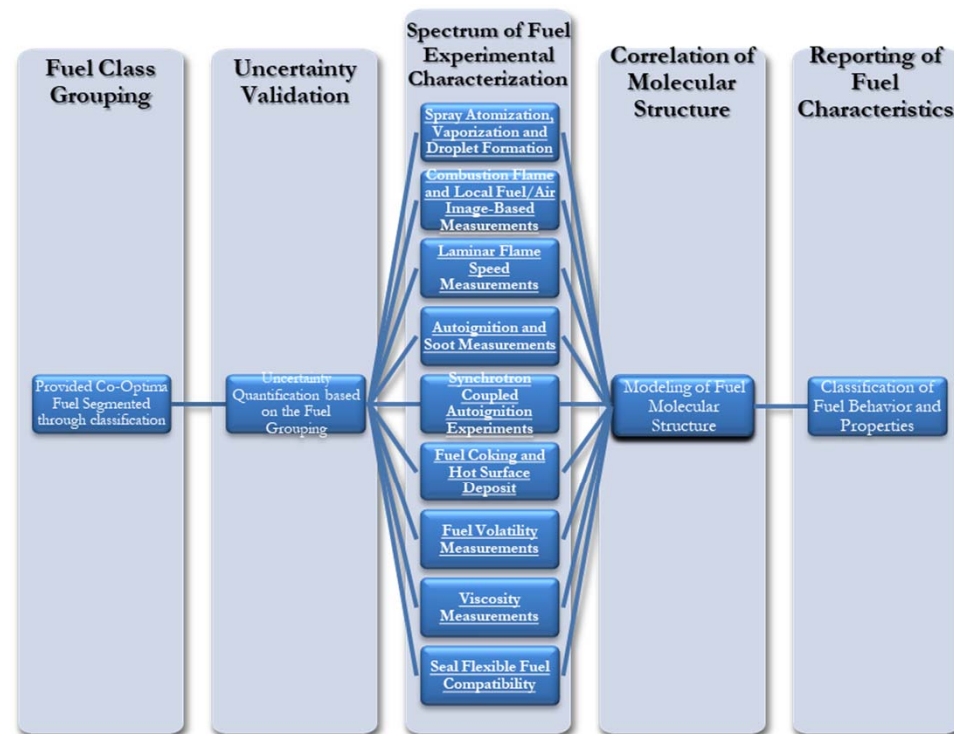 Fuel Class
Grouping
Uncertainty
Validation
Spectrum of Fuel
Experimental
Characterization
Correlation of
Molecular
Structure
Reporting of
Fuel
Characteristics
Provided Co-Optima
Fuel Segmented
through classification
Uncertainty
Quantification based
on the Fuel
Grouping
Spray Atomization,
Vaporization and
Droplet Formation
Combustion Flame
and Local Fuel/Air
Image-Based
Measurements
Laminar Flame
Speed
Measurements
Autoignition and
Soot Measurements
Synchrotron
Coupled
Autoignition
Experiments
Fuel Coking and
Hot Surface
Deposit
Fuel Volatility
Measurements
Viscosity
Measurements
Seal Flexible Fuel
Compatibility
Modeling of Fuel
Molecular
Structure
Classification of
Fuel Behavior and
Properties